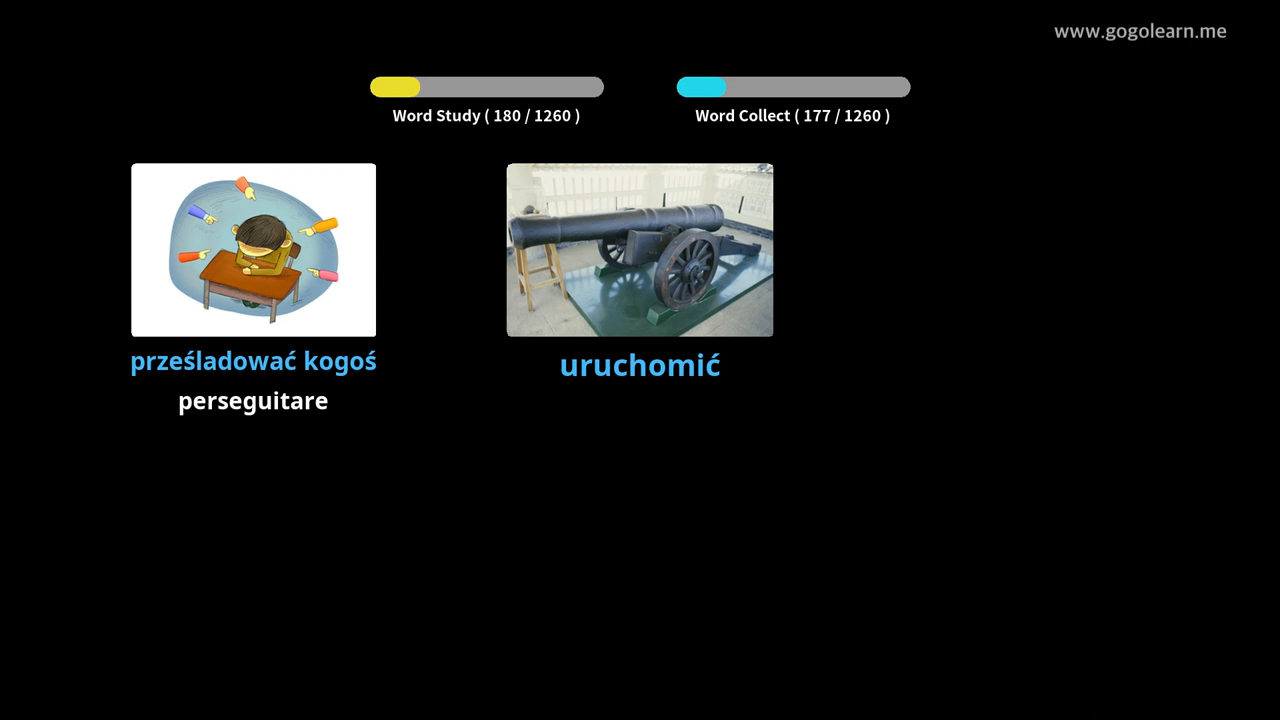 www.gogolearn.me
Word Study ( 180 / 1260 )
Word Collect ( 177 / 1260 )
prześladować kogoś
perseguitare
uruchomić